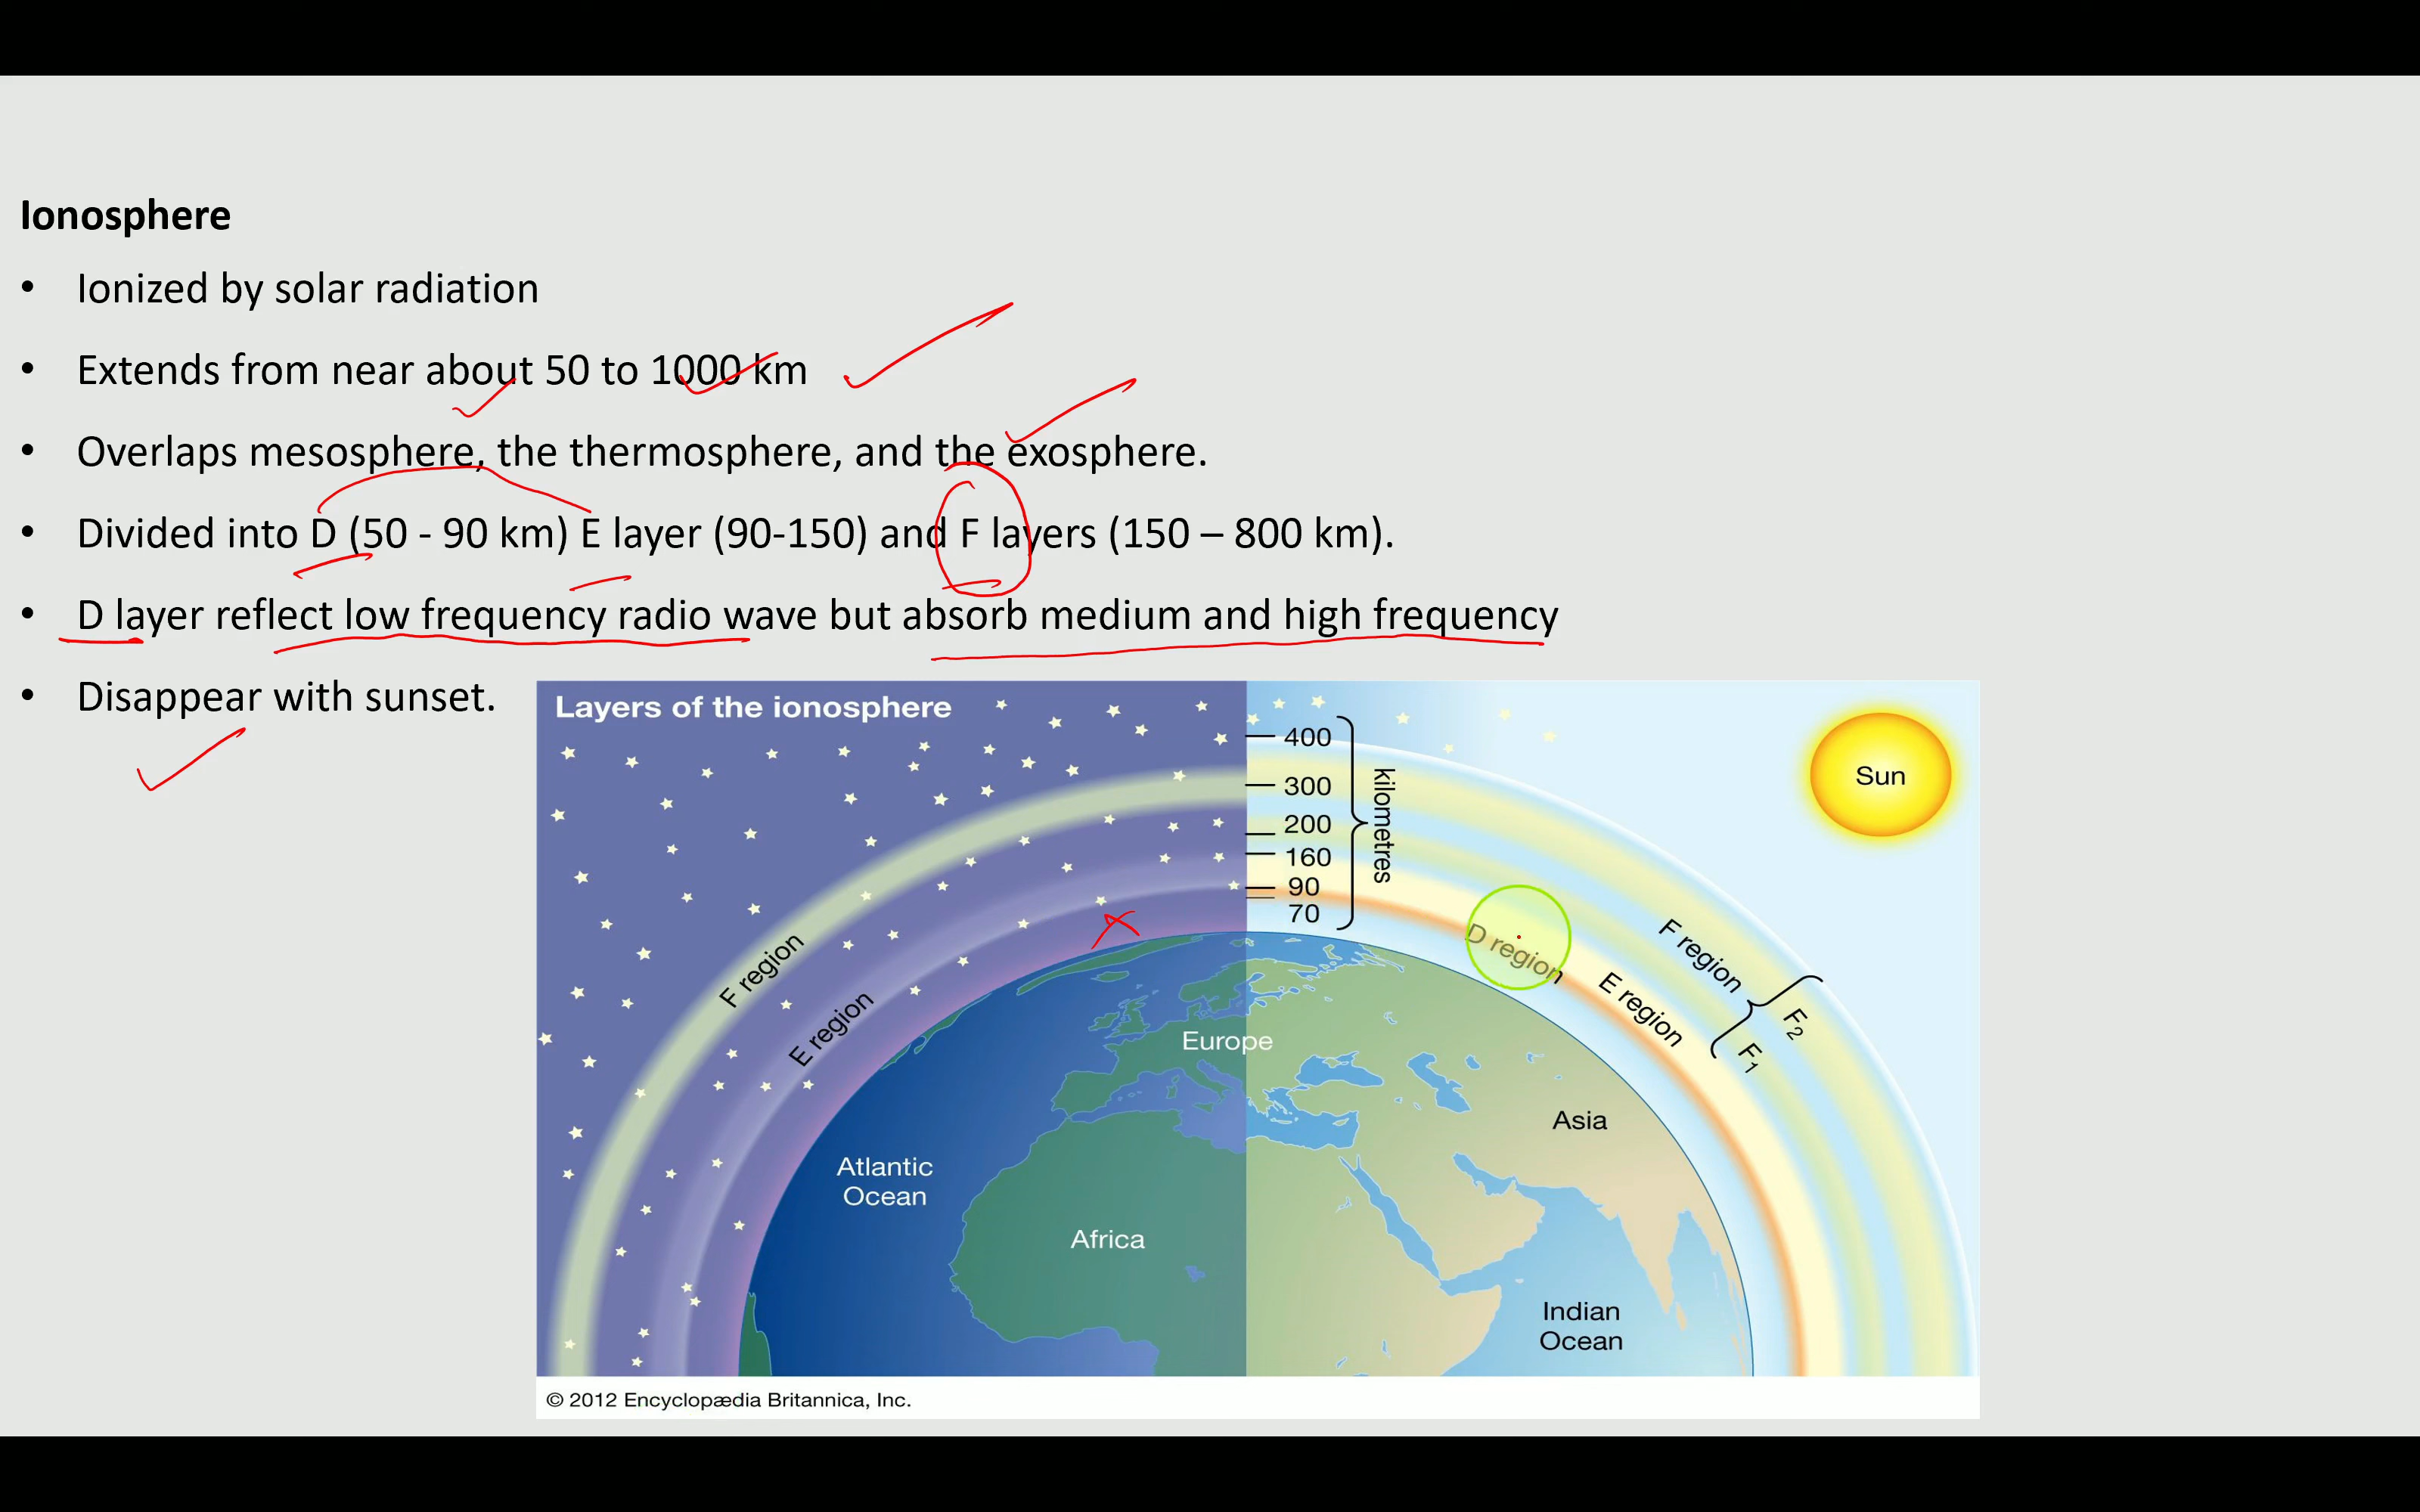 Ionosphere
• Ionized by solar radiation
• Extends from near about 50 to 1000 km
• Overlaps mesosphere, the thermosphere, and the exosphere.
• Divided into D (50 - 90 km) E layer (90-150) and F layers (150 – 800 km).
• D layer reflect low frequency radio wave but absorb medium and high frequency
• Disappear with sunset.
Layers of the ionosphere
400
300
200
160
90
70
kilometres
Sun
F region
E region
D region
E region
F region
F2
F1
Europe
Asia
Atlantic
Ocean
Africa
Indian
Ocean
© 2012 Encyclopædia Britannica, Inc.